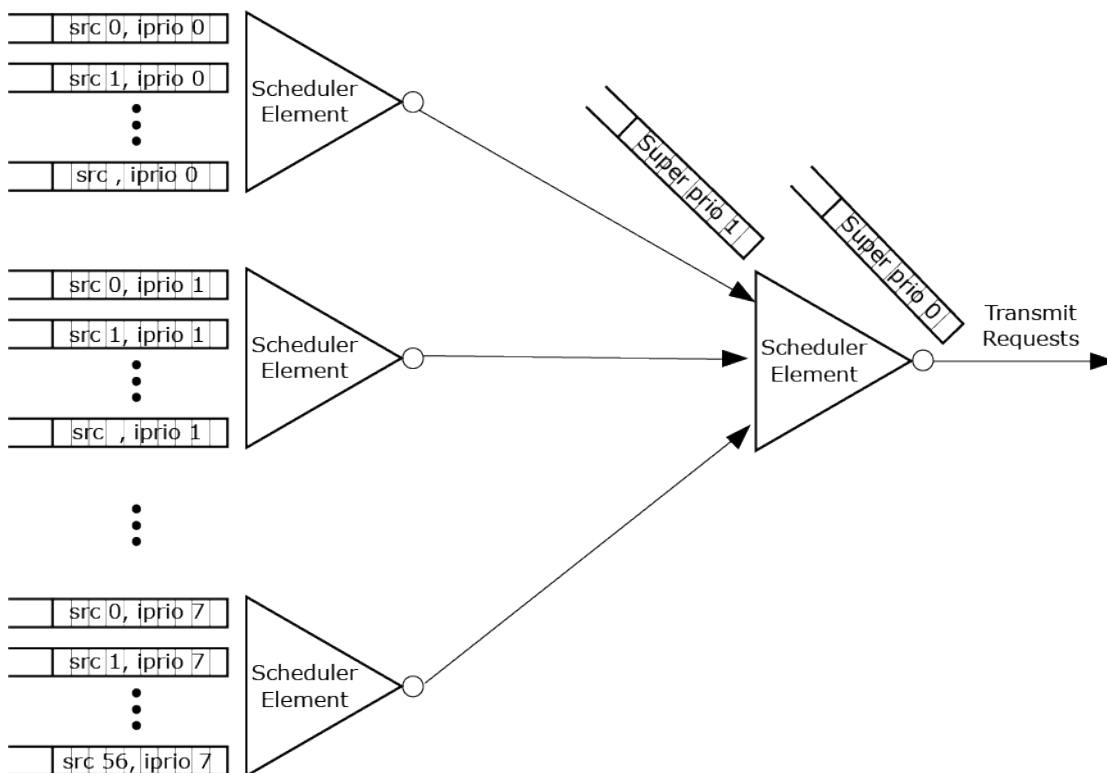 src 0, iprio 0
src 1, iprio 0
src , iprio 0
Scheduler
Element
Super prio 1
Super prio 0
src 0, iprio 1
src 1, iprio 1
src , iprio 1
Scheduler
Element
Scheduler
Element
Transmit
Requests
src 0, iprio 7
src 1, iprio 7
src 56, iprio 7
Scheduler
Element